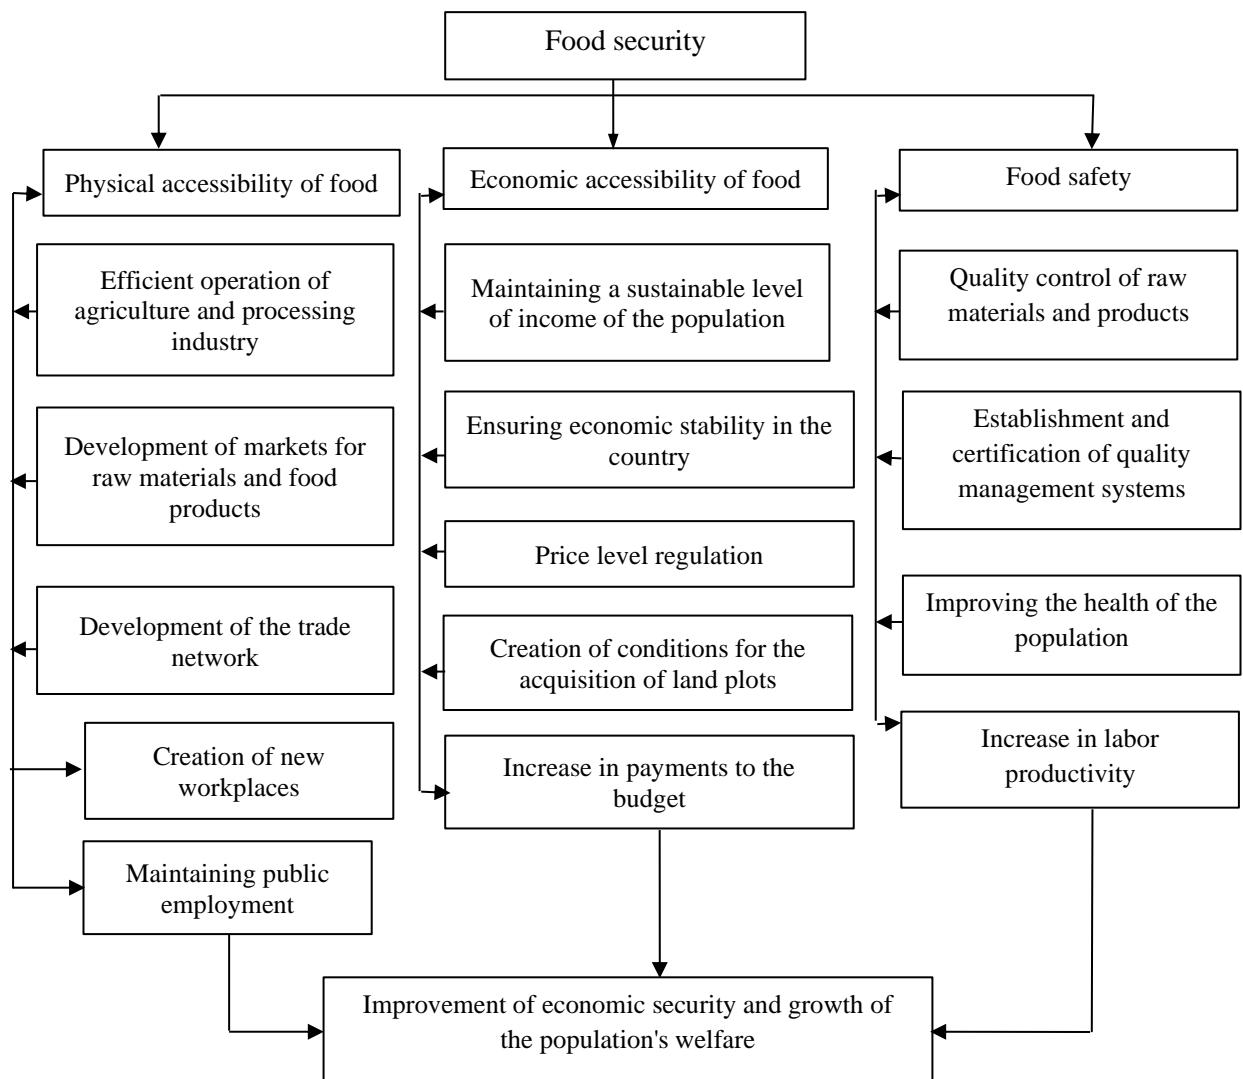 Food security
Physical accessibility of food
Economic accessibility of food
Food safety
Efficient operation of
agriculture and processing
industry
Development of markets for
raw materials and food
products
Development of the trade
network
Creation of new
workplaces
Maintaining public
employment
Maintaining a sustainable level
of income of the population
Ensuring economic stability in the
country
Price level regulation
Creation of conditions for the
acquisition of land plots
Increase in payments to the
budget
Quality control of raw
materials and products
Establishment and
certification of quality
management systems
Improving the health of the
population
Increase in labor
productivity
Improvement of economic security and growth of
the population's welfare